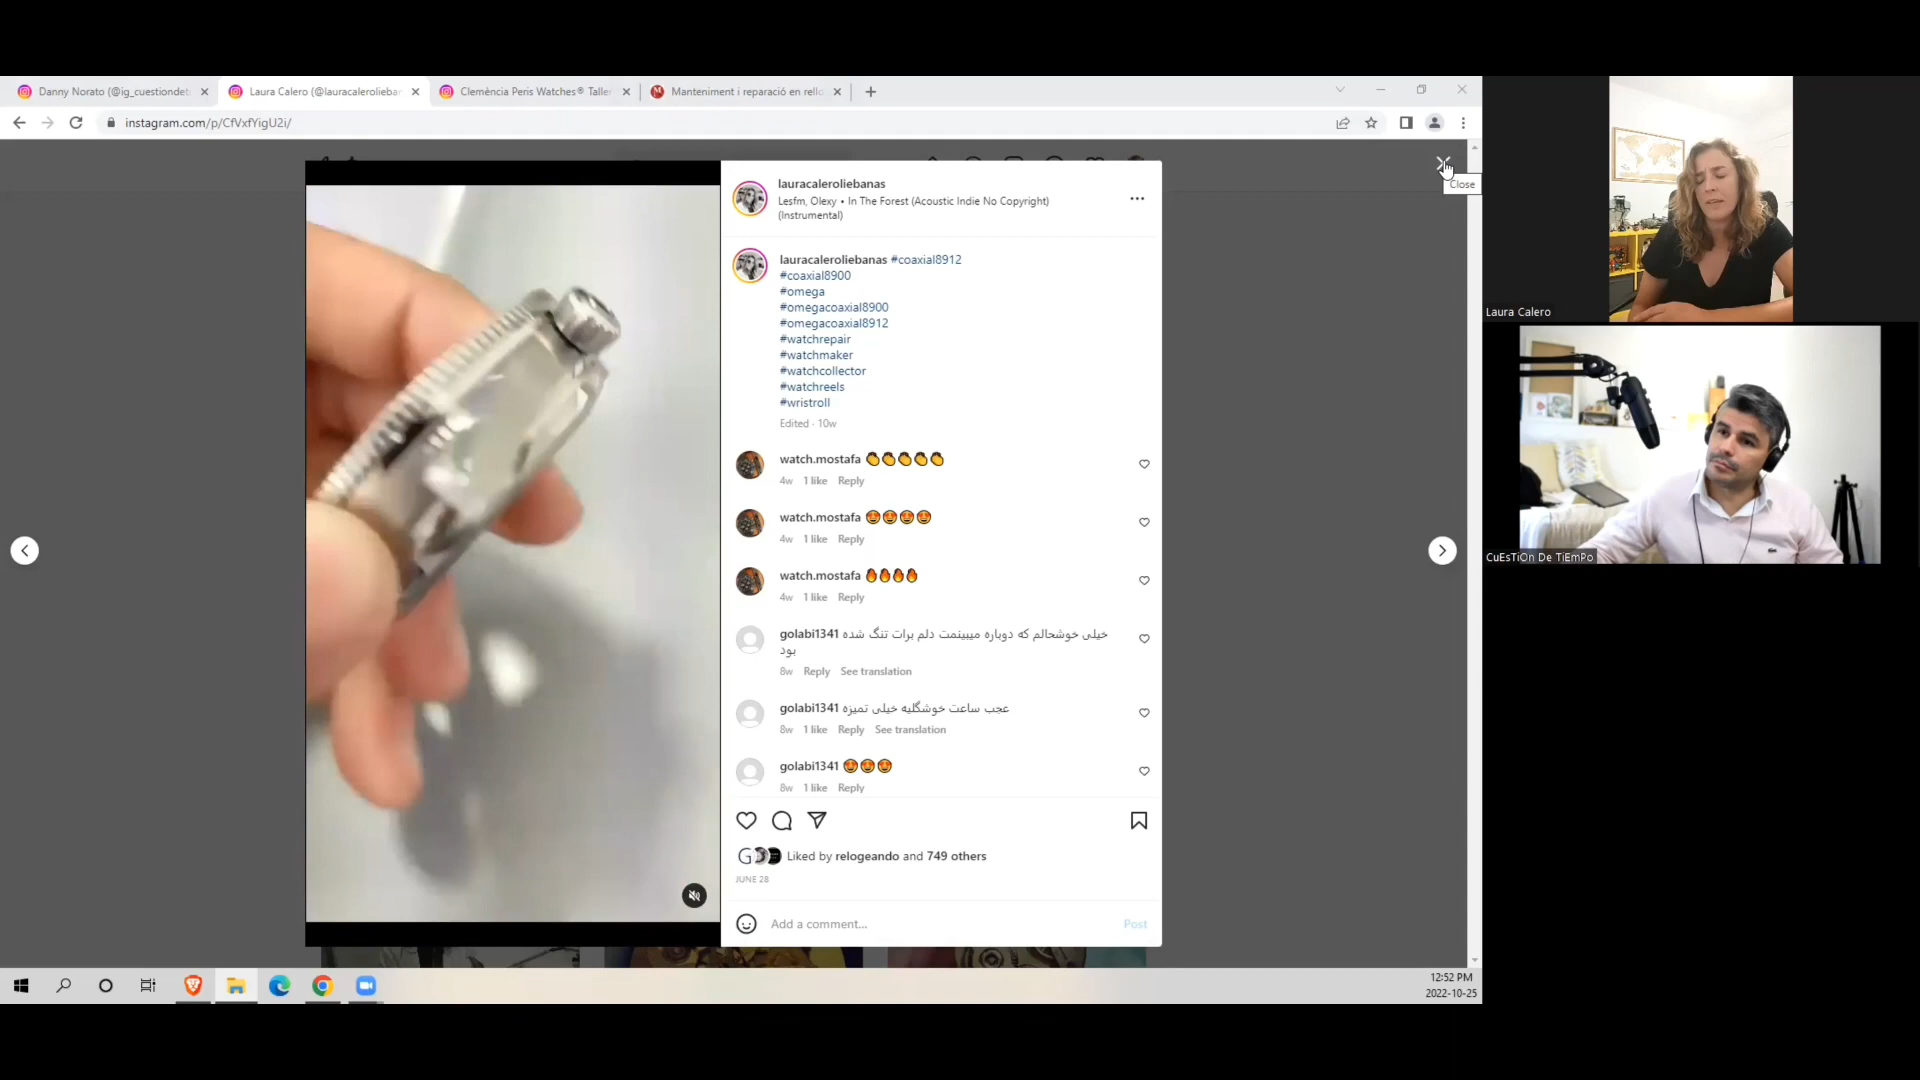 Danny Norato (@ig_cuestiondet
Laura Calero (@lauracalerolieban
Clemència Peris Watches® Taller
Manteniment i reparació en rello
instagram.com/p/CfVxfYigU2i/
Close
lauracaleroliebanas
Lesfm, Olexy • In The Forest (Acoustic Indie No Copyright)
(Instrumental)
lauracaleroliebanas #coaxial8912
#coaxial8900
#omega
#omegacoaxial8900
#omegacoaxial8912
#watchrepair
#watchmaker
#watchcollector
#watchreels
#wristroll
Edited · 10w
watch.mostafa 👏👏👏👏👏
4w 1 like Reply
watch.mostafa 😍😍😍😍
4w 1 like Reply
watch.mostafa 🔥🔥🔥🔥
4w 1 like Reply
golabi1341 خیلی خوشحالم که دوباره میبینمت دلم برات تنگ شده
بود
8w Reply See translation
golabi1341 عجب ساعت خوشگلیه خیلی تمیزه
8w 1 like Reply See translation
golabi1341 😍😍😍
8w 1 like Reply
Liked by relogeando and 749 others
JUNE 28
Add a comment...
Post
Laura Calero
CuEsTiOn De TiEmPo
12:52 PM
2022-10-25